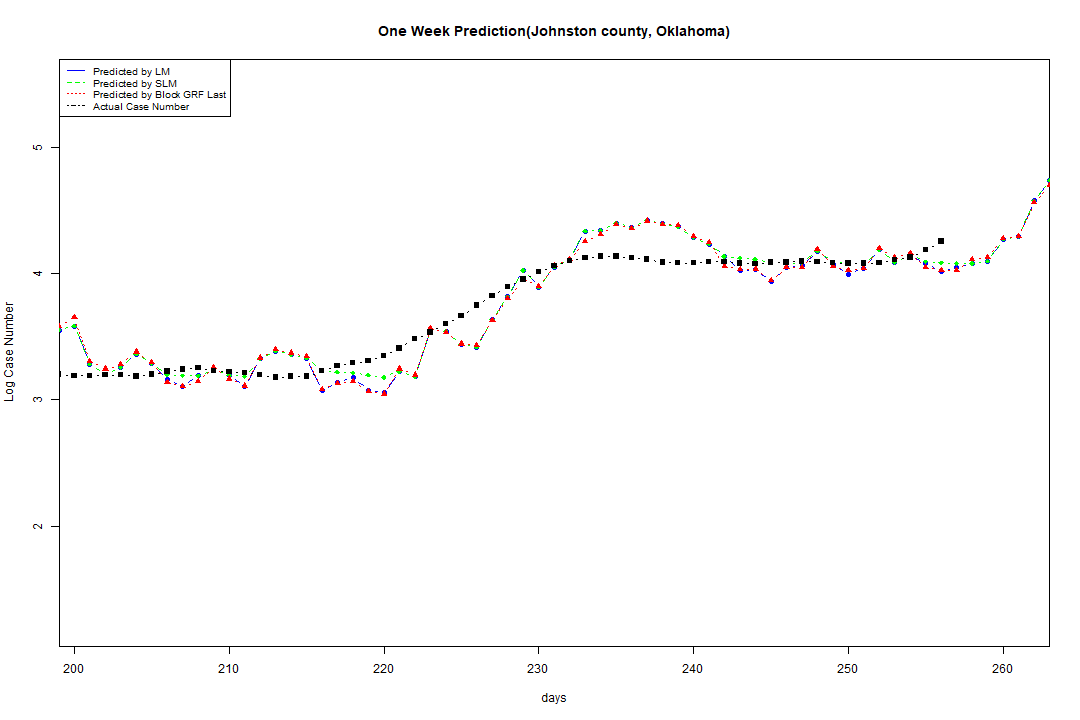 One Week Prediction(Johnston county, Oklahoma)
Predicted by LM
Predicted by SLM
Predicted by Block GRF Last
Actual Case Number
5
4
3
2
Log Case Number
200 210 220 230 240 250 260
days